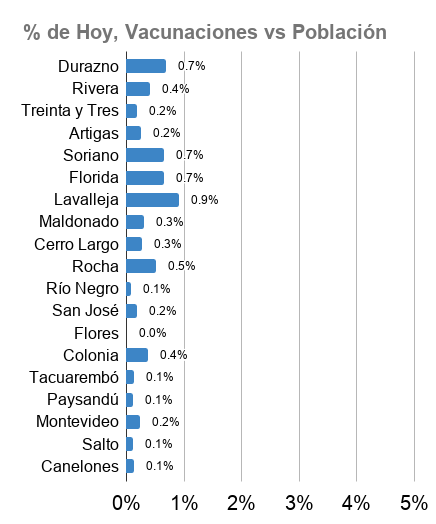 % de Hoy, Vacunaciones vs Población
Durazno 0.7%
Rivera 0.4%
Treinta y Tres 0.2%
Artigas 0.2%
Soriano 0.7%
Florida 0.7%
Lavalleja 0.9%
Maldonado 0.3%
Cerro Largo 0.3%
Rocha 0.5%
Río Negro 0.1%
San José 0.2%
Flores 0.0%
Colonia 0.4%
Tacuarembó 0.1%
Paysandú 0.1%
Montevideo 0.2%
Salto 0.1%
Canelones 0.1%
0% 1% 2% 3% 4% 5%